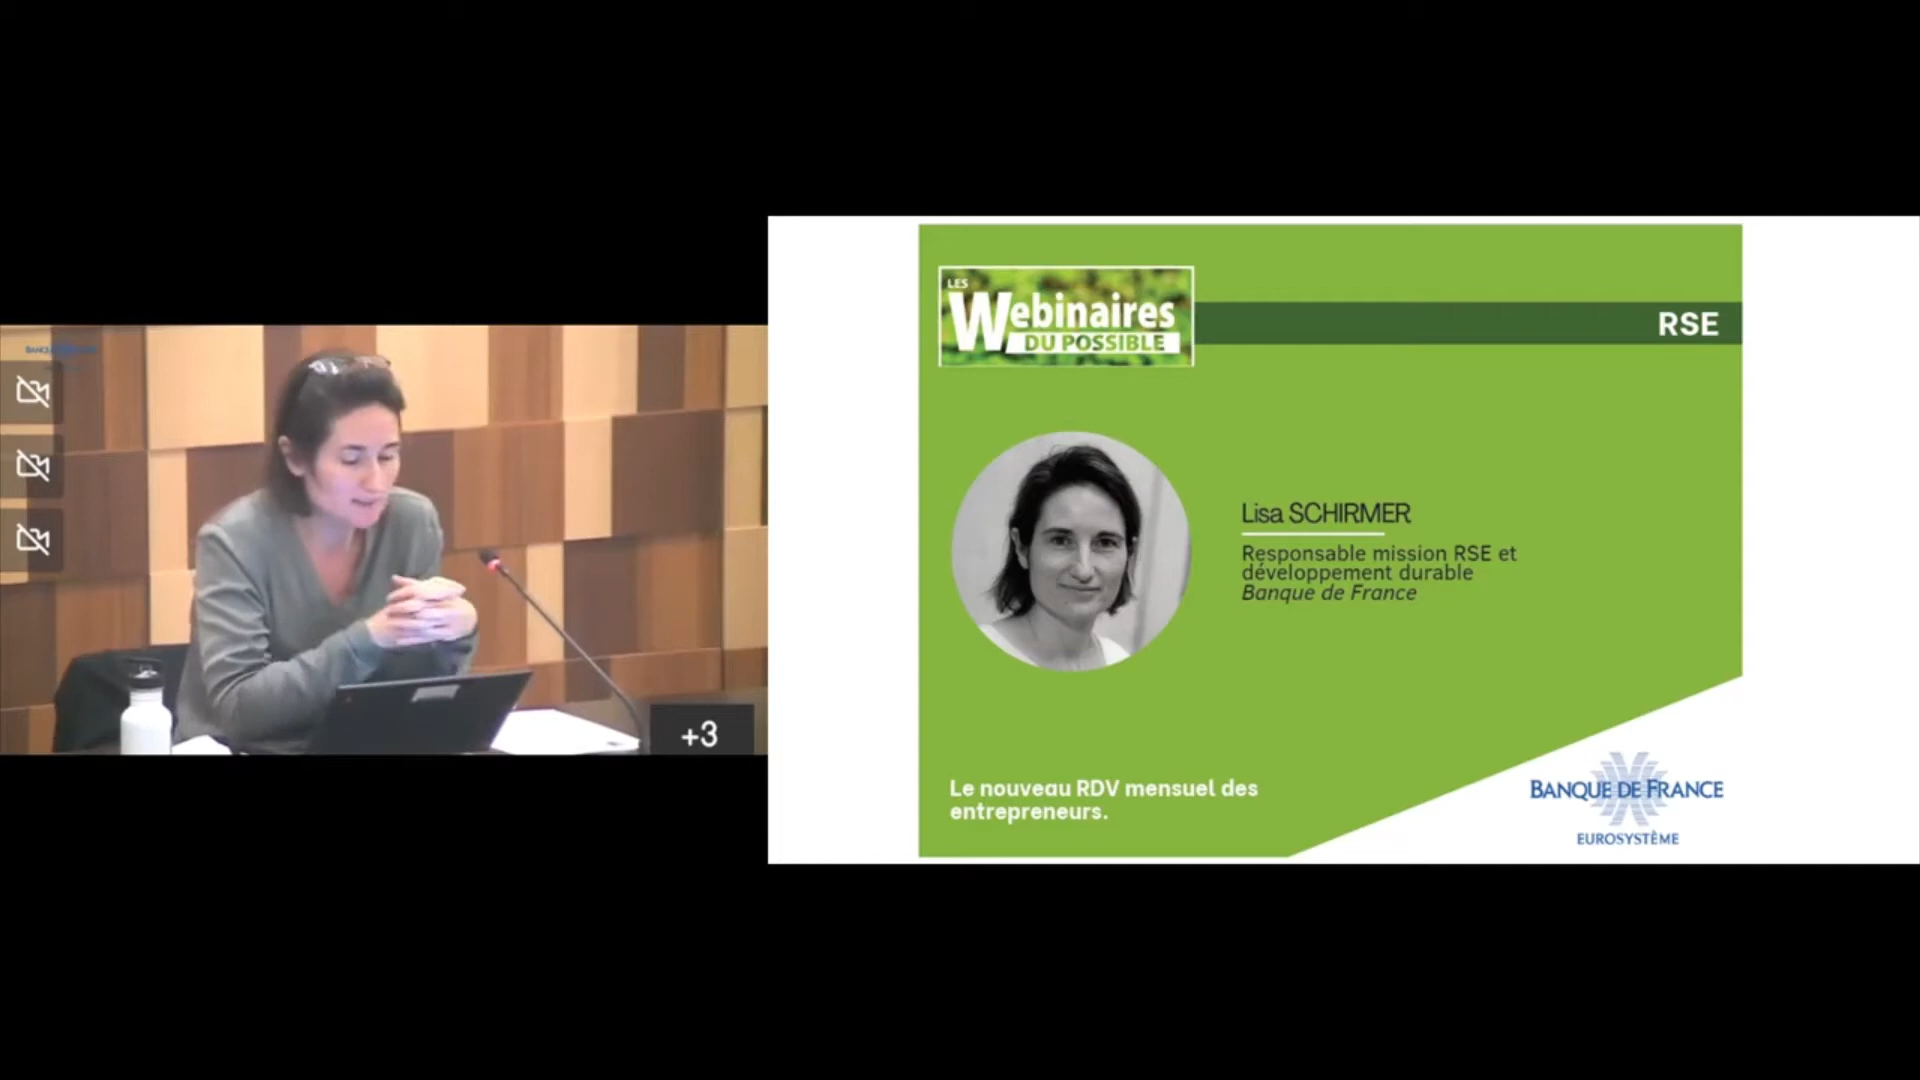 +3
LES
Webinaires
DU POSSIBLE
RSE
Lisa SCHIRMER
Responsable mission RSE et
développement durable
Banque de France
Le nouveau RDV mensuel des
entrepreneurs.
BANQUE DE FRANCE
EUROSYSTÈME